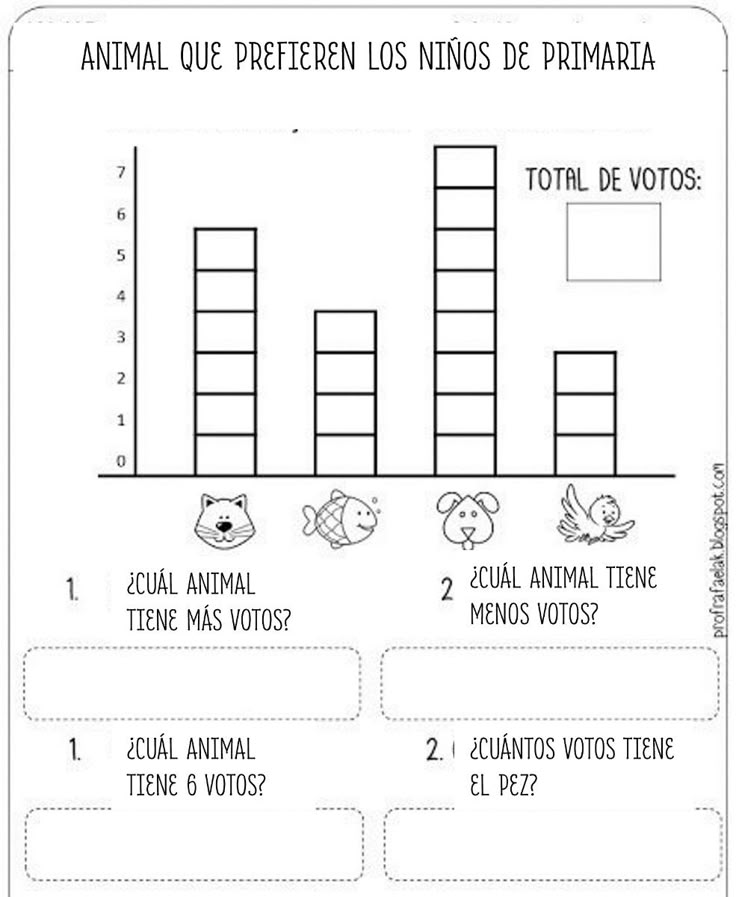 ANIMAL QUE PREFIEREN LOS NIÑOS DE PRIMARIA
TOTAL DE VOTOS:
7
6
5
4
3
2
1
0
1. ¿CUÁL ANIMAL
TIENE MÁS VOTOS?
2 ¿CUÁL ANIMAL TIENE
MENOS VOTOS?
1. ¿CUÁL ANIMAL
TIENE 6 VOTOS?
2. ¿CUÁNTOS VOTOS TIENE
EL PEZ?
profrafaelak.blogspot.com